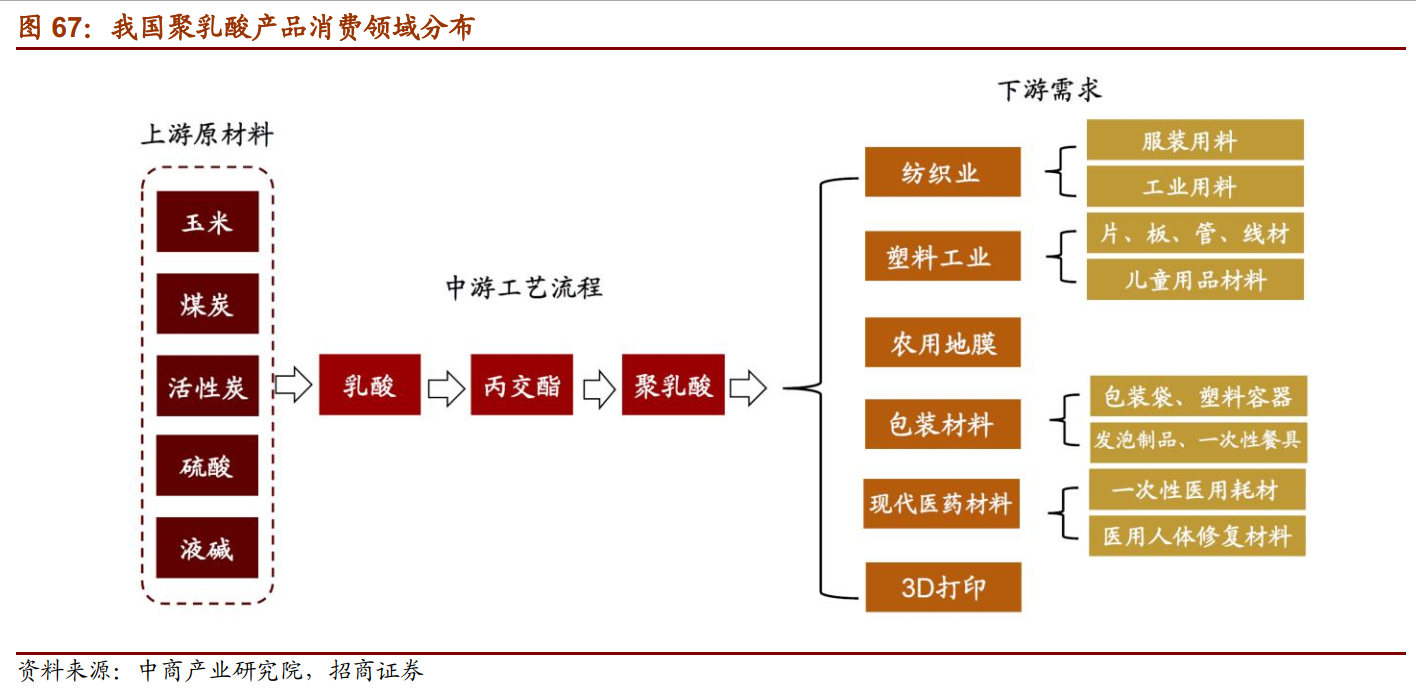 图 67：我国聚乳酸产品消费领域分布
上游原材料
玉米
煤炭
活性炭
硫酸
液碱
中游工艺流程
乳酸
丙交酯
聚乳酸
下游需求
纺织业
服装用料
工业用料
塑料工业
片、板、管、线材
儿童用品材料
农用地膜
包装材料
包装袋、塑料容器
发泡制品、一次性餐具
现代医药材料
一次性医用耗材
医用人体修复材料
3D打印
资料来源：中商产业研究院，招商证券